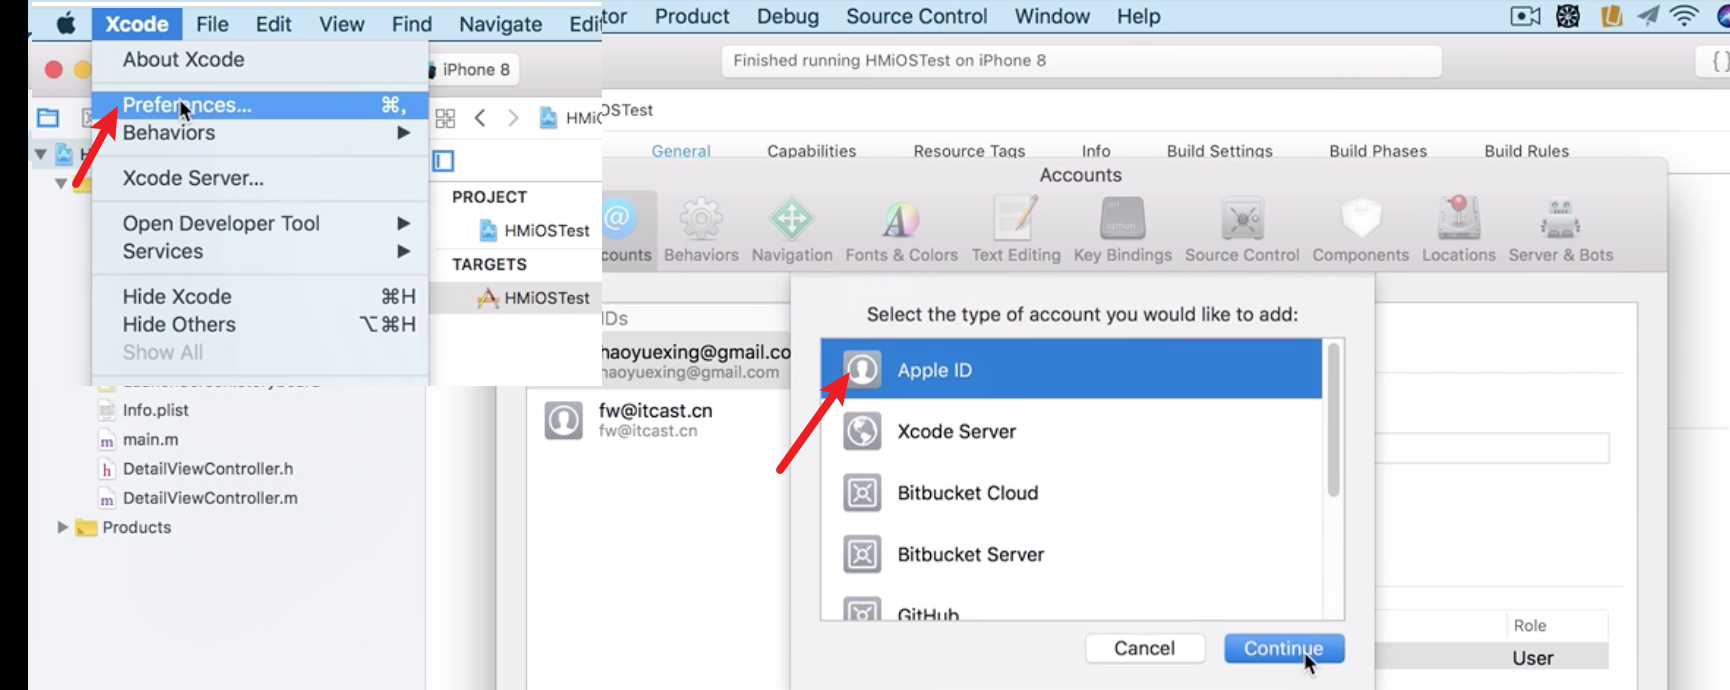 Xcode File Edit View Find Navigate Edi
tor Product Debug Source Control Window Help
About Xcode
Preferences... ⌘,
Behaviors
Xcode Server...
Open Developer Tool
Services
Hide Xcode ⌘H
Hide Others ⌥⌘H
Show All
iPhone 8
Finished running HMiOSTest on iPhone 8
{}
HMiOSTest
PROJECT
HMiOSTest
TARGETS
HMiOSTest
General Capabilities Resource Tags Info Build Settings Build Phases Build Rules
Accounts
counts Behaviors Navigation Fonts & Colors Text Editing Key Bindings Source Control Components Locations Server & Bots
alt
option
IDs
haoyuexing@gmail.co
haoyuexing@gmail.com
fw@itcast.cn
fw@itcast.cn
Select the type of account you would like to add:
Apple ID
Xcode Server
Bitbucket Cloud
Bitbucket Server
GitHub
Cancel Continue
Role
User
Info.plist
m main.m
h DetailViewController.h
m DetailViewController.m
Products